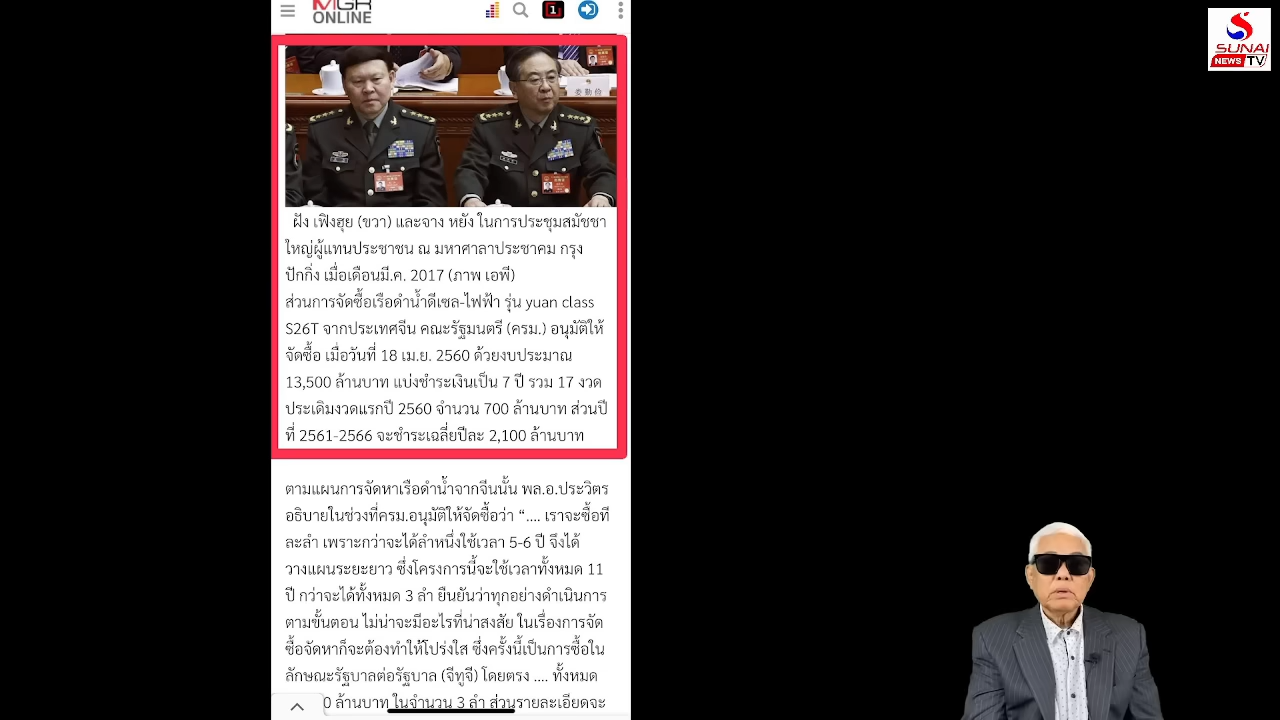 MGR
ONLINE
1
SUNAI
NEWS TV
娄勤俭
ฝัง เฟิงฮุย (ขวา) และจาง หยัง ในการประชุมสมัชชา
ใหญ่ผู้แทนประชาชน ณ มหาศาลาประชาคม กรุง
ปักกิ่ง เมื่อเดือนมี.ค. 2017 (ภาพ เอพี)
ส่วนการจัดซื้อเรือดำน้ำดีเซล-ไฟฟ้า รุ่น yuan class
S26T จากประเทศจีน คณะรัฐมนตรี (ครม.) อนุมัติให้
จัดซื้อ เมื่อวันที่ 18 เม.ย. 2560 ด้วยงบประมาณ
13,500 ล้านบาท แบ่งชำระเงินเป็น 7 ปี รวม 17 งวด
ประเดิมงวดแรกปี 2560 จำนวน 700 ล้านบาท ส่วนปี
ที่ 2561-2566 จะชำระเฉลี่ยปีละ 2,100 ล้านบาท
ตามแผนการจัดหาเรือดำน้ำจากจีนนั้น พล.อ.ประวิตร
อธิบายในช่วงที่ครม.อนุมัติให้จัดซื้อว่า “.... เราจะซื้อที
ละลำ เพราะกว่าจะได้ลำหนึ่งใช้เวลา 5-6 ปี จึงได้
วางแผนระยะยาว ซึ่งโครงการนี้จะใช้เวลาทั้งหมด 11
ปี กว่าจะได้ทั้งหมด 3 ลำ ยืนยันว่าทุกอย่างดำเนินการ
ตามขั้นตอน ไม่น่าจะมีอะไรที่น่าสงสัย ในเรื่องการจัด
ซื้อจัดหาก็จะต้องทำให้โปร่งใส ซึ่งครั้งนี้เป็นการซื้อใน
ลักษณะรัฐบาลต่อรัฐบาล (จีทูจี) โดยตรง .... ทั้งหมด
0 ล้านบาท ในจำนวน 3 ลำ ส่วนรายละเอียดจะ